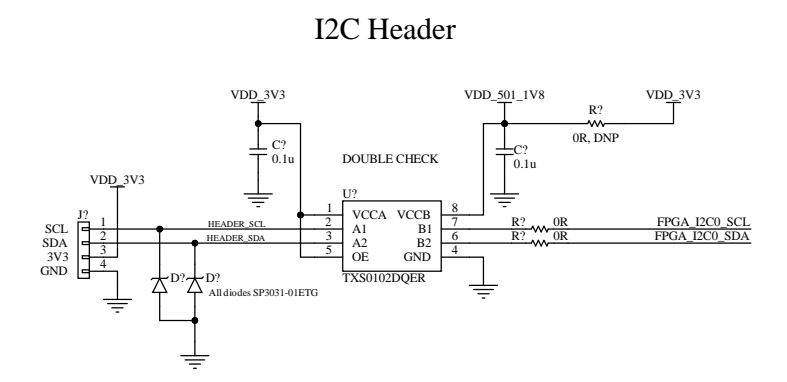 I2C Header
VDD_3V3
VDD_501_1V8
R?
VDD_3V3
0R, DNP
C?
0.1u
DOUBLE CHECK
C?
0.1u
VDD_3V3
J?
U?
SCL 1
SDA 2
3V3 3
GND 4
HEADER_SCL
HEADER_SDA
1 VCCA VCCB 8
2 A1 B1 7
3 A2 B2 6
5 OE GND 4
TXS0102DQER
R? 0R FPGA_I2C0_SCL
R? 0R FPGA_I2C0_SDA
D? D?
All diodes SP3031-01ETG